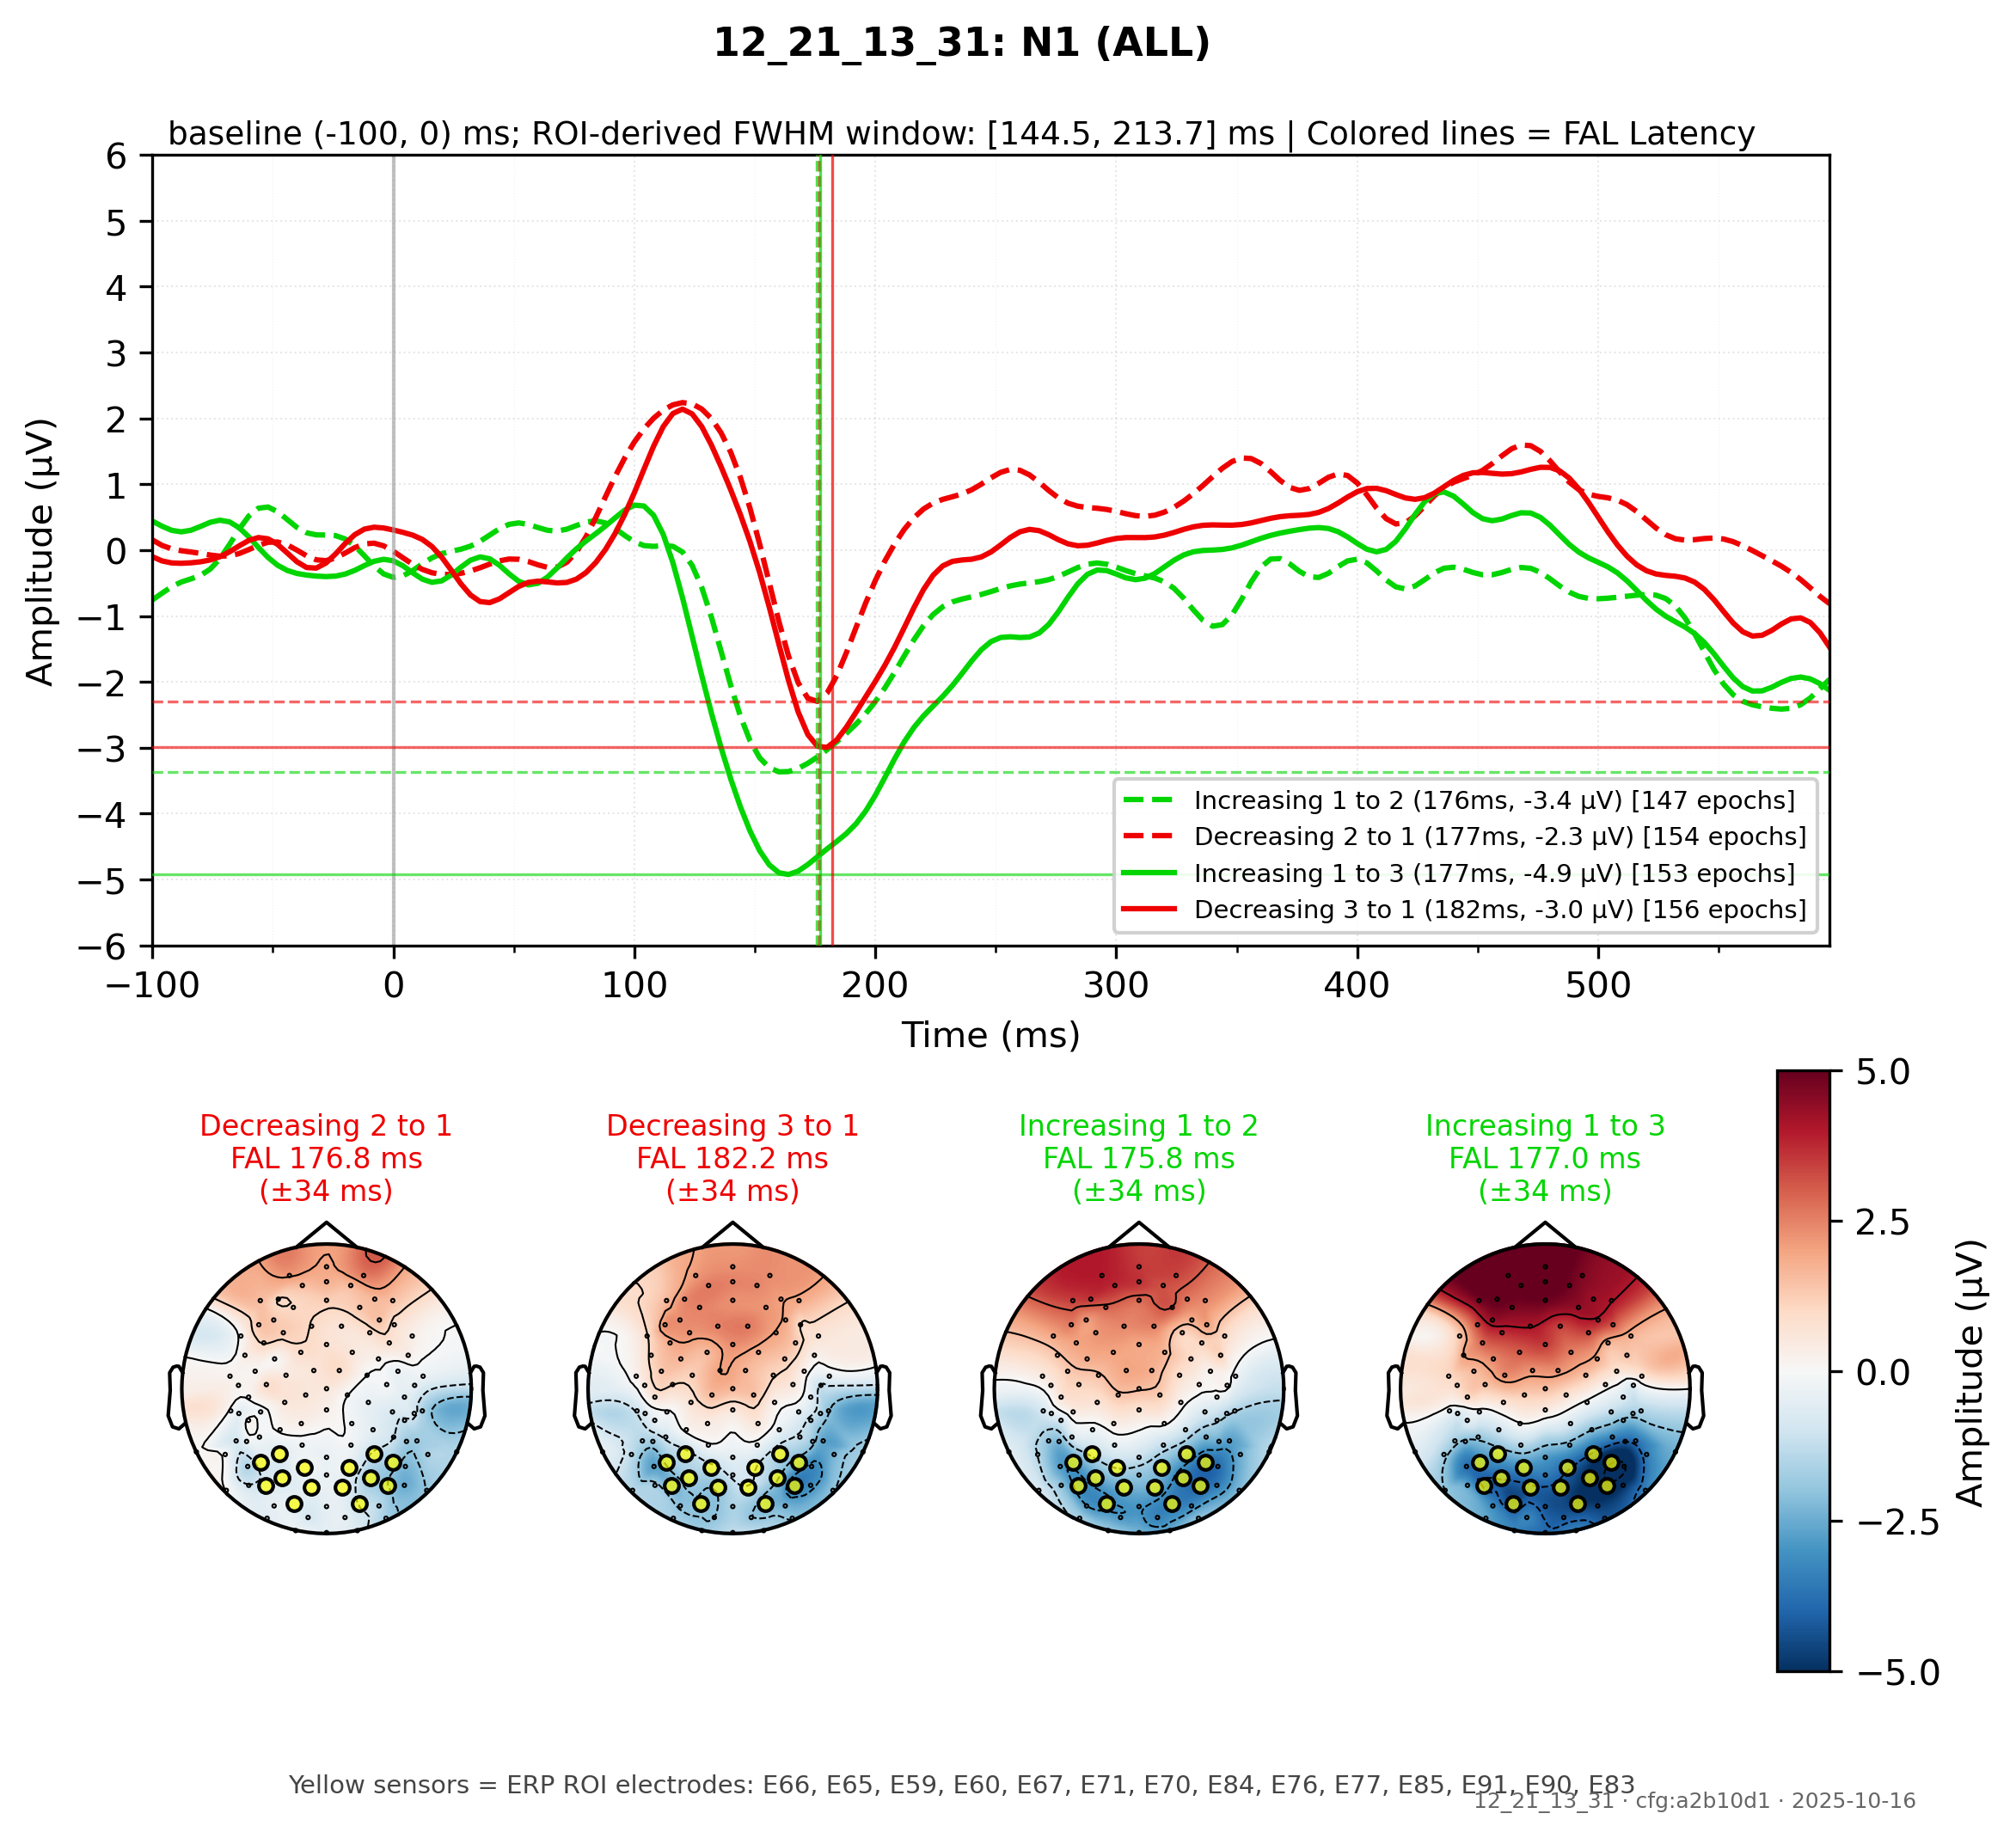 12_21_13_31: N1 (ALL)
baseline (-100, 0) ms; ROI-derived FWHM window: [144.5, 213.7] ms | Colored lines = FAL Latency
Amplitude (µV)
6
5
4
3
2
1
0
−1
−2
−3
−4
−5
−6
Increasing 1 to 2 (176ms, -3.4 µV) [147 epochs]
Decreasing 2 to 1 (177ms, -2.3 µV) [154 epochs]
Increasing 1 to 3 (177ms, -4.9 µV) [153 epochs]
Decreasing 3 to 1 (182ms, -3.0 µV) [156 epochs]
−100 0 100 200 300 400 500
Time (ms)
Decreasing 2 to 1
FAL 176.8 ms
(±34 ms)
Decreasing 3 to 1
FAL 182.2 ms
(±34 ms)
Increasing 1 to 2
FAL 175.8 ms
(±34 ms)
Increasing 1 to 3
FAL 177.0 ms
(±34 ms)
5.0
2.5
0.0
−2.5
−5.0
Amplitude (µV)
Yellow sensors = ERP ROI electrodes: E66, E65, E59, E60, E67, E71, E70, E84, E76, E77, E85, E91, E90, E83
12_21_13_31 · cfg:a2b10d1 · 2025-10-16